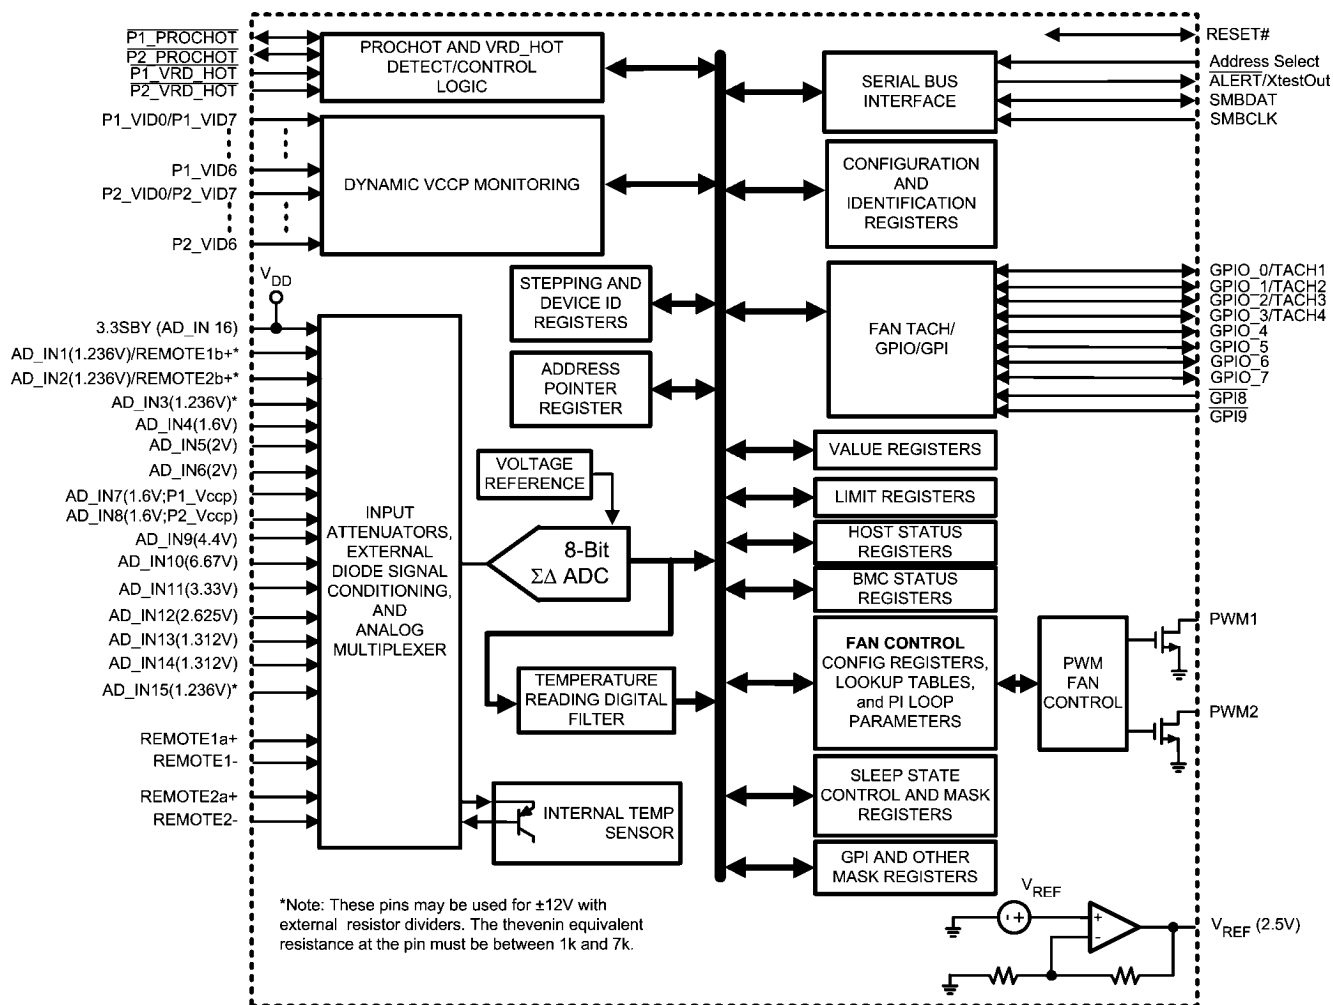 P1_PROCHOT
P2_PROCHOT
P1_VRD_HOT
P2_VRD_HOT
PROCHOT AND VRD_HOT
DETECT/CONTROL
LOGIC
P1_VID0/P1_VID7
P1_VID6
P2_VID0/P2_VID7
P2_VID6
DYNAMIC VCCP MONITORING
VDD
3.3SBY (AD_IN 16)
AD_IN1(1.236V)/REMOTE1b+*
AD_IN2(1.236V)/REMOTE2b+*
AD_IN3(1.236V)*
AD_IN4(1.6V)
AD_IN5(2V)
AD_IN6(2V)
AD_IN7(1.6V;P1_Vccp)
AD_IN8(1.6V;P2_Vccp)
AD_IN9(4.4V)
AD_IN10(6.67V)
AD_IN11(3.33V)
AD_IN12(2.625V)
AD_IN13(1.312V)
AD_IN14(1.312V)
AD_IN15(1.236V)*
REMOTE1a+
REMOTE1-
REMOTE2a+
REMOTE2-
INPUT
ATTENUATORS,
EXTERNAL
DIODE SIGNAL
CONDITIONING,
AND
ANALOG
MULTIPLEXER
STEPPING AND
DEVICE ID
REGISTERS
ADDRESS
POINTER
REGISTER
VOLTAGE
REFERENCE
8-Bit
ΣΔ ADC
TEMPERATURE
READING DIGITAL
FILTER
INTERNAL TEMP
SENSOR
*Note: These pins may be used for ±12V with
external resistor dividers. The thevenin equivalent
resistance at the pin must be between 1k and 7k.
SERIAL BUS
INTERFACE
CONFIGURATION
AND
IDENTIFICATION
REGISTERS
FAN TACH/
GPIO/GPI
VALUE REGISTERS
LIMIT REGISTERS
HOST STATUS
REGISTERS
BMC STATUS
REGISTERS
FAN CONTROL
CONFIG REGISTERS,
LOOKUP TABLES,
and PI LOOP
PARAMETERS
SLEEP STATE
CONTROL AND MASK
REGISTERS
GPI AND OTHER
MASK REGISTERS
PWM
FAN
CONTROL
RESET#
Address Select
ALERT/XtestOut
SMBDAT
SMBCLK
GPIO_0/TACH1
GPIO_1/TACH2
GPIO_2/TACH3
GPIO_3/TACH4
GPIO_4
GPIO_5
GPIO_6
GPIO_7
GPI8
GPI9
PWM1
PWM2
VREF
- +
+
-
VREF (2.5V)